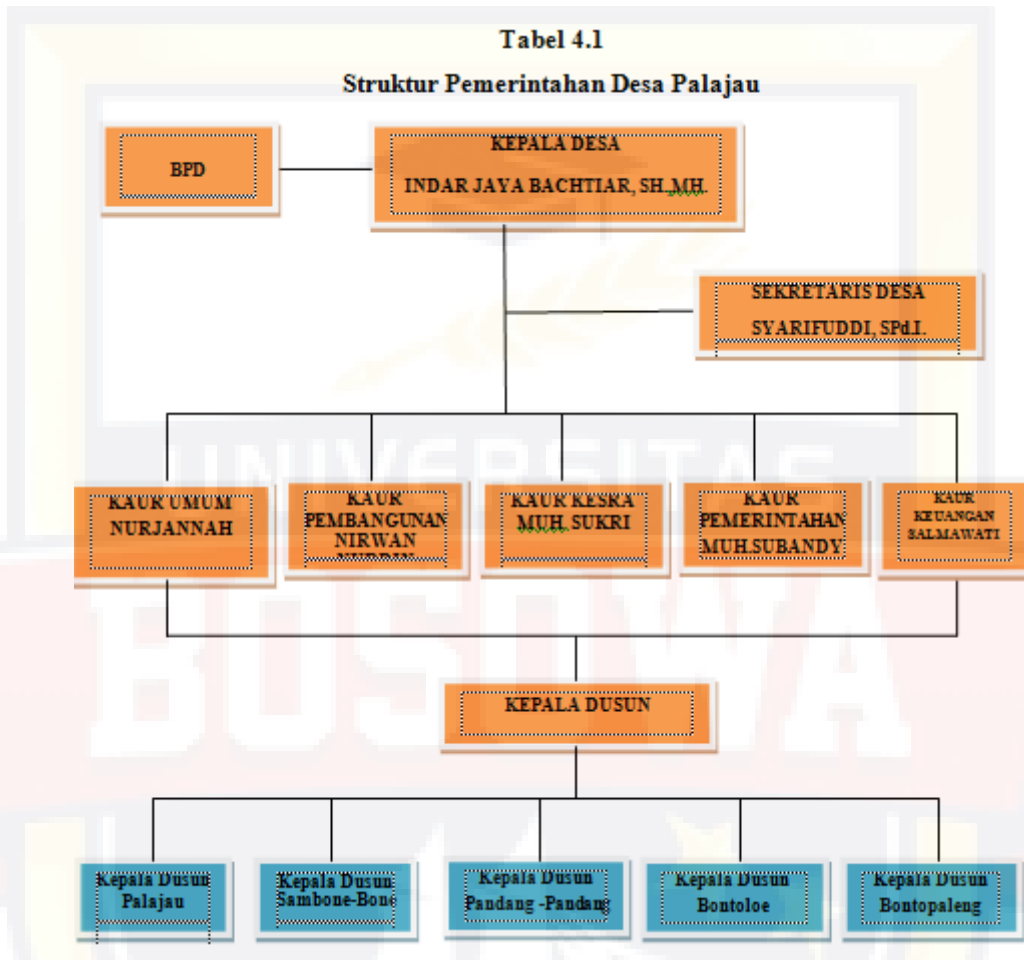 Tabel 4.1
Struktur Pemerintahan Desa Palajau
BPD
KEPALA DESA
INDAR JAYA BACHTIAR, SH.,MH.
SEKRETARIS DESA
SYARIFUDDI, SPd.I.
KAUR UMUM
NURJANNAH
KAUR
PEMBANGUNAN
NIRWAN
KAUR KESRA
MUH. SUKRI
KAUR
PEMERINTAHAN
MUH.SUBANDY
KAUR
KEUANGAN
SALMAWATI
KEPALA DUSUN
Kepala Dusun
Palajau
Kepala Dusun
Sambone-Bone
Kepala Dusun
Pandang -Pandang
Kepala Dusun
Bontoloe
Kepala Dusun
Bontopaleng
UNIVERSITAS
BOSOWA